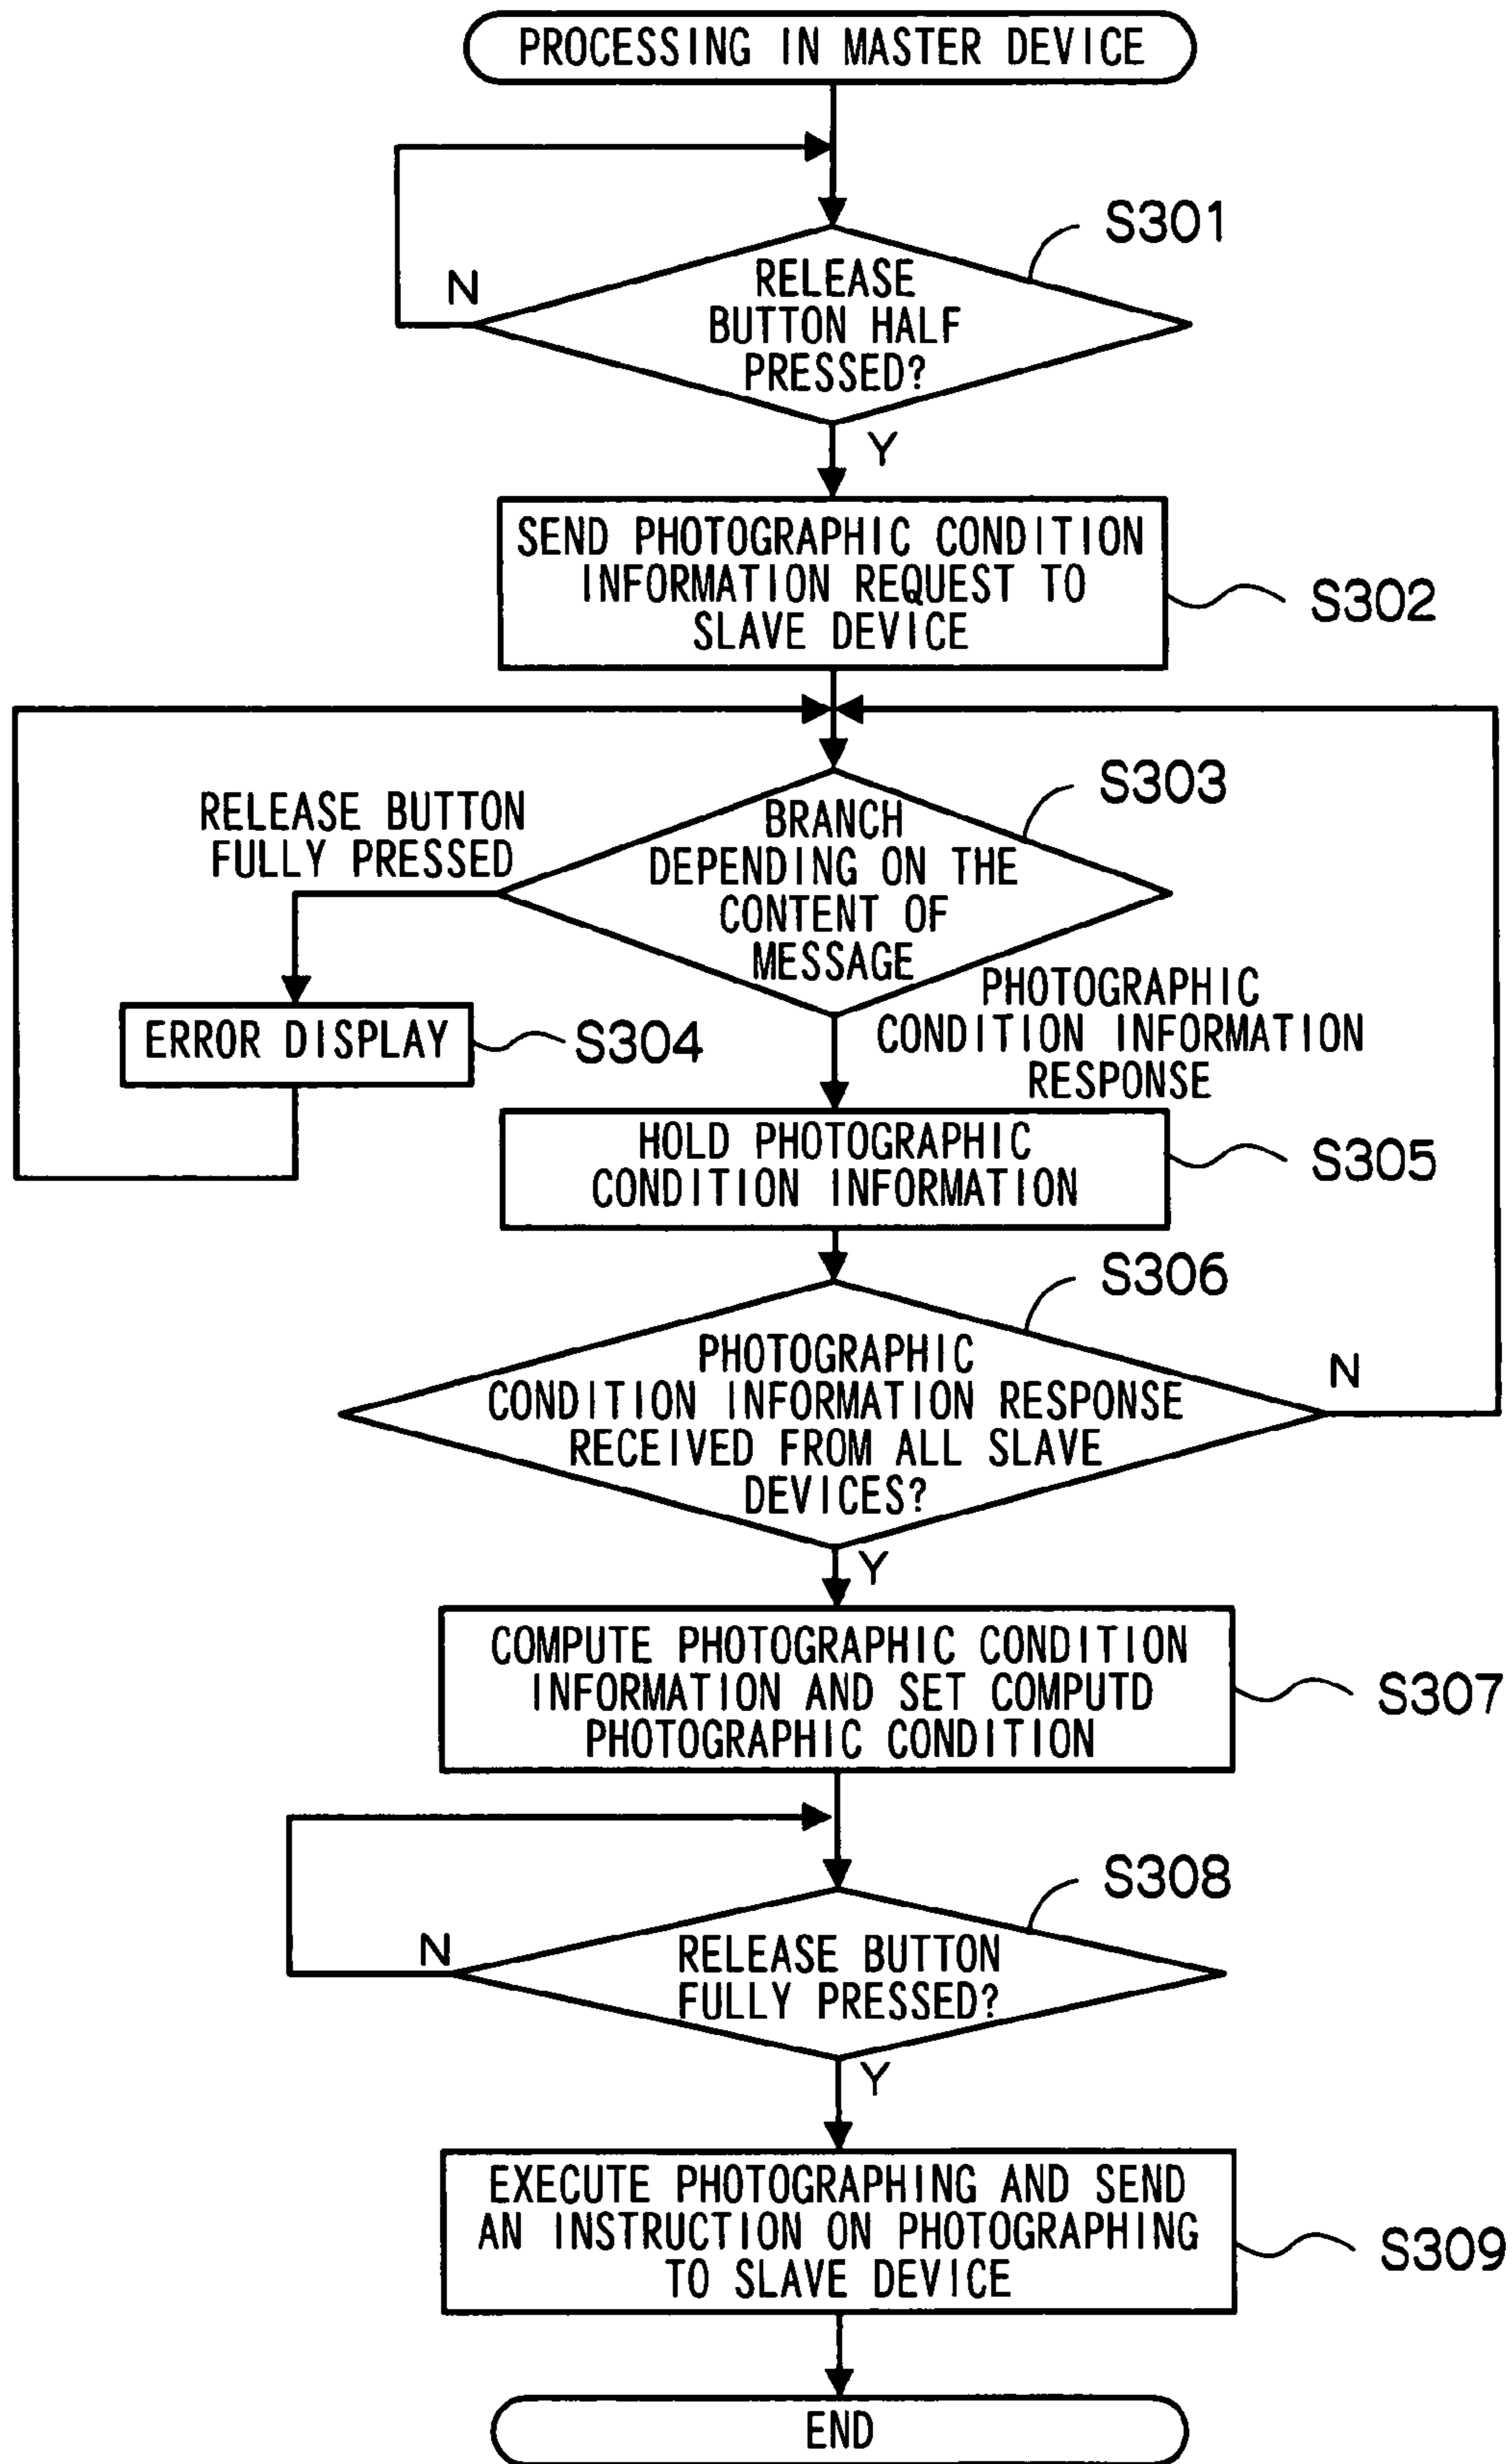 PROCESSING IN MASTER DEVICE
S301
N
RELEASE
BUTTON HALF
PRESSED?
Y
SEND PHOTOGRAPHIC CONDITION
INFORMATION REQUEST TO
SLAVE DEVICE
S302
S303
RELEASE BUTTON
FULLY PRESSED
BRANCH
DEPENDING ON THE
CONTENT OF
MESSAGE
PHOTOGRAPHIC
CONDITION INFORMATION
RESPONSE
ERROR DISPLAY
S304
HOLD PHOTOGRAPHIC
CONDITION INFORMATION
S305
S306
PHOTOGRAPHIC
CONDITION INFORMATION RESPONSE
RECEIVED FROM ALL SLAVE
DEVICES?
N
Y
COMPUTE PHOTOGRAPHIC CONDITION
INFORMATION AND SET COMPUTD
PHOTOGRAPHIC CONDITION
S307
S308
N
RELEASE BUTTON
FULLY PRESSED?
Y
EXECUTE PHOTOGRAPHING AND SEND
AN INSTRUCTION ON PHOTOGRAPHING
TO SLAVE DEVICE
S309
END